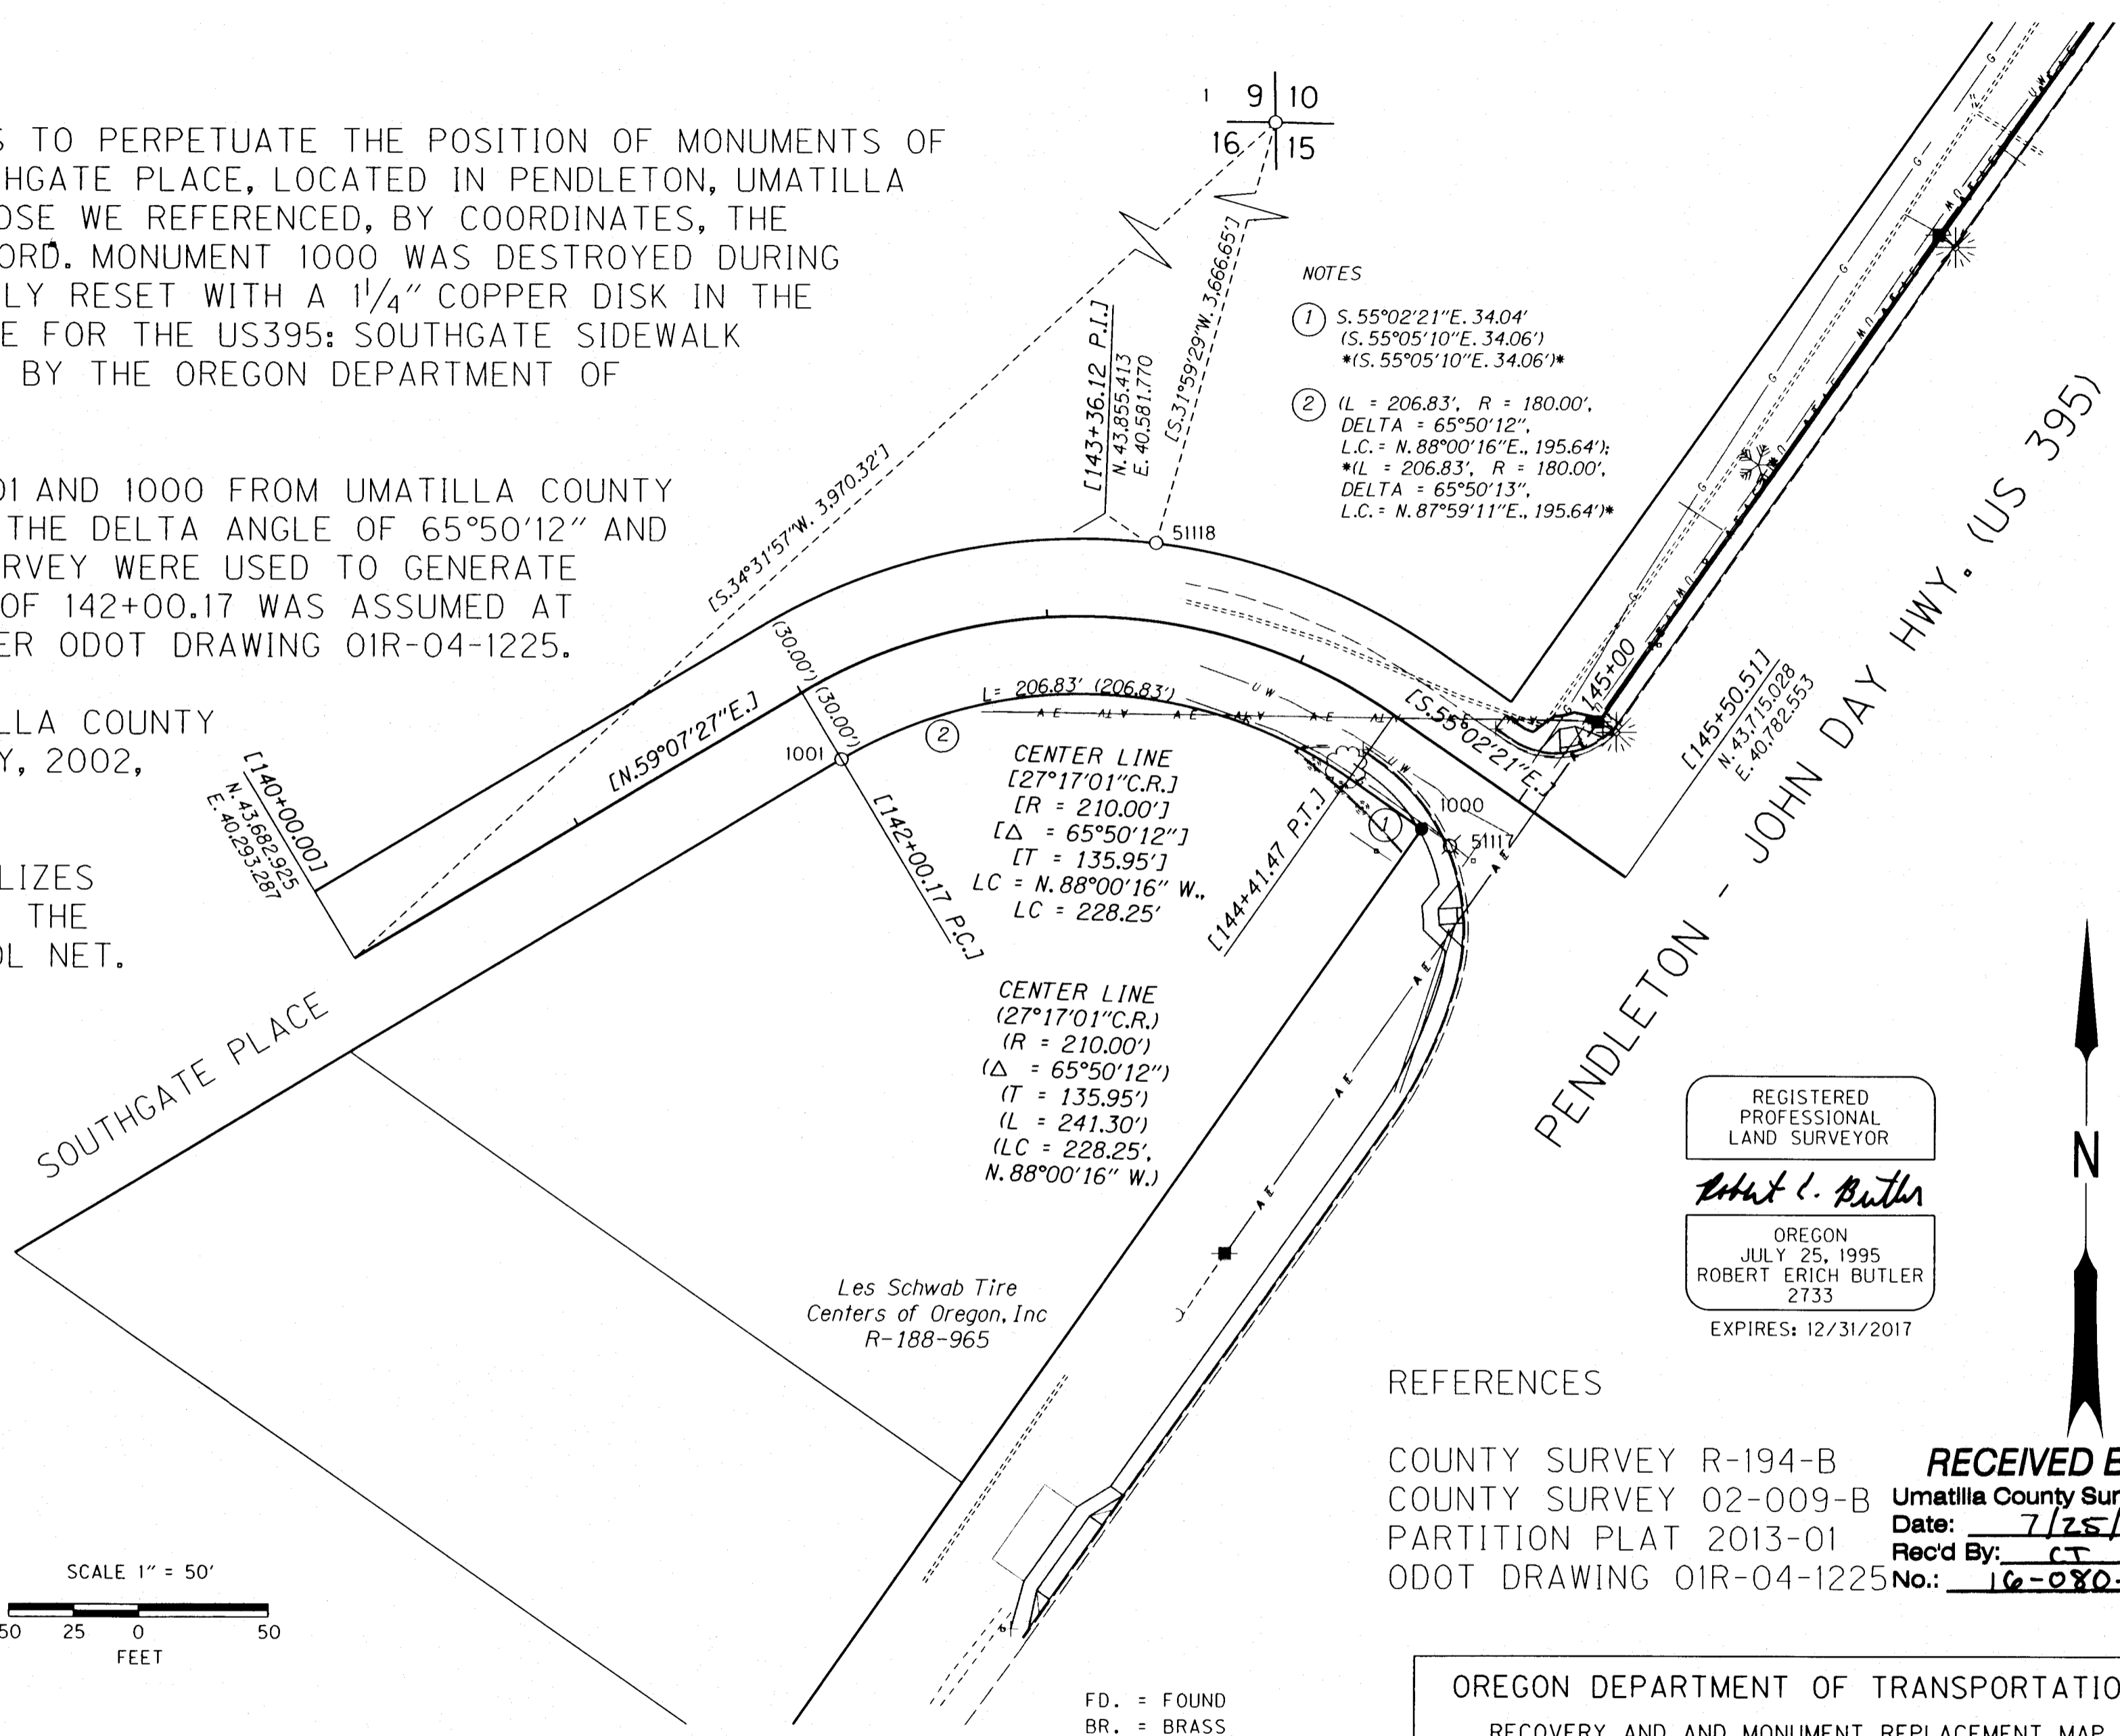 S TO PERPETUATE THE POSITION OF MONUMENTS OF
HGATE PLACE, LOCATED IN PENDLETON, UMATILLA
OSE WE REFERENCED, BY COORDINATES, THE
ORD. MONUMENT 1000 WAS DESTROYED DURING
LY RESET WITH A 1 1/4" COPPER DISK IN THE
E FOR THE US395: SOUTHGATE SIDEWALK
BY THE OREGON DEPARTMENT OF
01 AND 1000 FROM UMATILLA COUNTY
THE DELTA ANGLE OF 65°50'12" AND
RVEY WERE USED TO GENERATE
OF 142+00.17 WAS ASSUMED AT
ER ODOT DRAWING 01R-04-1225.
LLA COUNTY
Y, 2002,
LIZES
THE
OL NET.
1
9 10
16 15
[S.34°31'57"W. 3,970.32']
[S.31°59'29"W. 3,666.65']
[143+36.12 P.I.]
N. 43,855.413
E. 40,581.770
51118
NOTES
1 S.55°02'21"E. 34.04'
(S.55°05'10"E. 34.06')
*(S.55°05'10"E. 34.06')*
2 (L = 206.83', R = 180.00',
DELTA = 65°50'12",
L.C. = N.88°00'16"E., 195.64');
*(L = 206.83', R = 180.00',
DELTA = 65°50'13",
L.C. = N.87°59'11"E., 195.64')*
(30.00')
(30.00')
L= 206.83' (206.83')
2
1001
[N.59°07'27"E.]
[140+00.00]
N. 43,682.925
E. 40,293.287
[142+00.17 P.C.]
CENTER LINE
[27°17'01"C.R.]
[R = 210.00']
[△ = 65°50'12"]
[T = 135.95']
LC = N.88°00'16" W.,
LC = 228.25'
[144+41.47 P.T.]
1
1000
51117
[S.55°02'21"E.]
145+00
[145+50.51]
N. 43,715.028
E. 40,782.553
PENDLETON - JOHN DAY HWY. (US 395)
SOUTHGATE PLACE
CENTER LINE
(27°17'01"C.R.)
(R = 210.00')
(△ = 65°50'12")
(T = 135.95')
(L = 241.30')
(LC = 228.25',
N.88°00'16" W.)
Les Schwab Tire
Centers of Oregon, Inc
R-188-965
REGISTERED
PROFESSIONAL
LAND SURVEYOR
Robert E. Butler
OREGON
JULY 25, 1995
ROBERT ERICH BUTLER
2733
EXPIRES: 12/31/2017
N
REFERENCES
COUNTY SURVEY R-194-B
COUNTY SURVEY 02-009-B
PARTITION PLAT 2013-01
ODOT DRAWING 01R-04-1225
RECEIVED B
Umatilla County Sur
Date: 7/25/
Rec'd By: CT
No.: 16-080-
SCALE 1" = 50'
50 25 0 50
FEET
FD. = FOUND
BR. = BRASS
OREGON DEPARTMENT OF TRANSPORTATIO
RECOVERY AND AND MONUMENT REPLACEMENT MAP